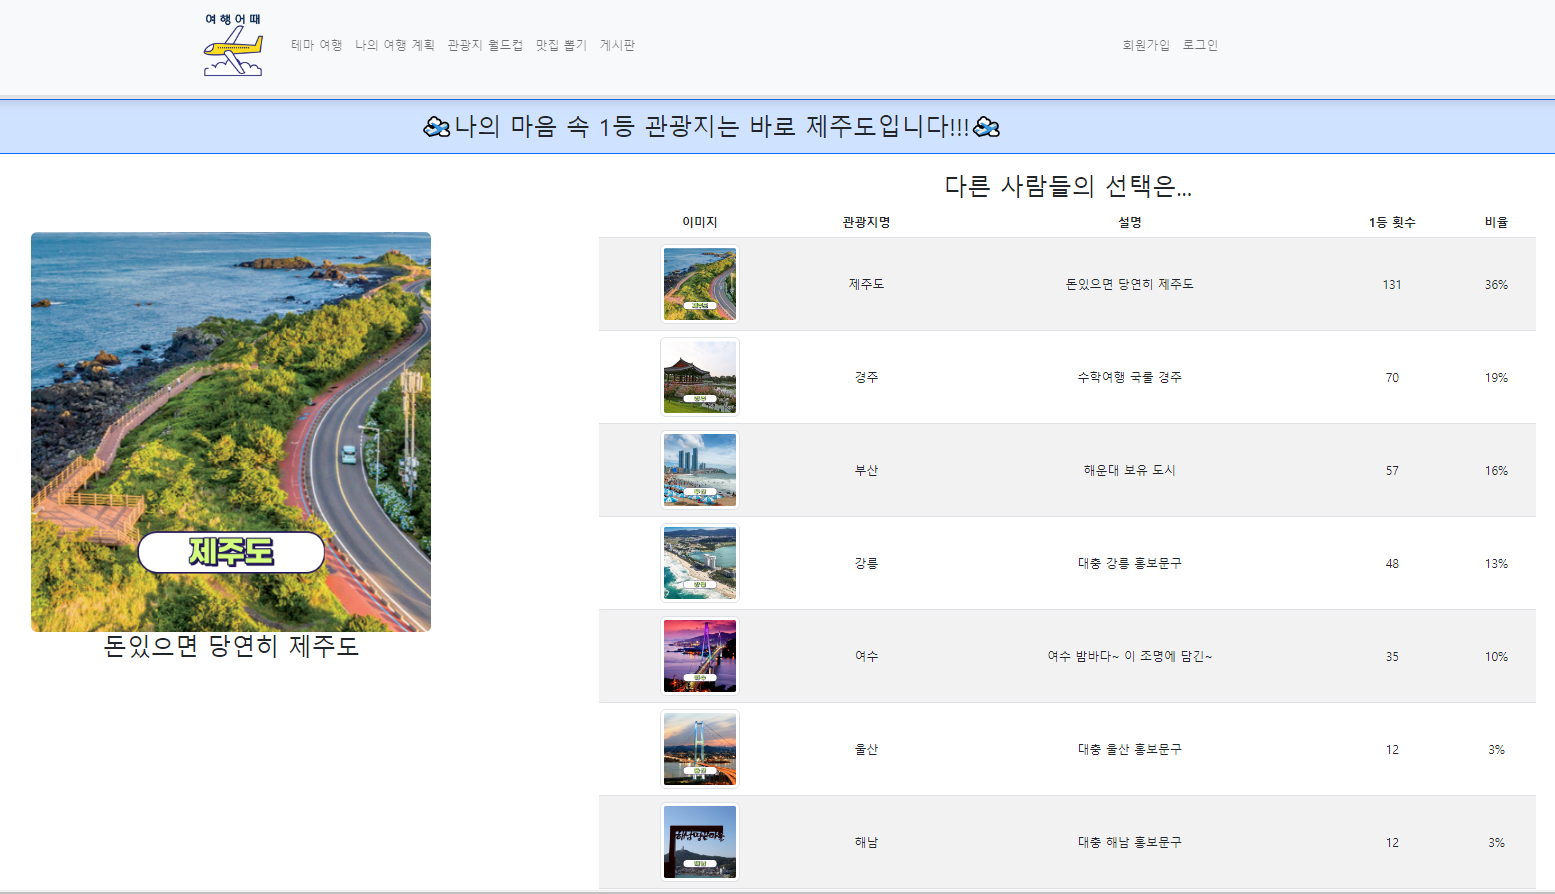 여행어때
테마 여행 나의 여행 계획 관광지 월드컵 맛집 뽑기 게시판 회원가입 로그인
나의 마음 속 1등 관광지는 바로 제주도입니다!!!
제주도
돈있으면 당연히 제주도
다른 사람들의 선택은...
이미지 관광지명 설명 1등 횟수 비율
제주도 돈있으면 당연히 제주도 131 36%
경주 수학여행 국룰 경주 70 19%
부산 해운대 보유 도시 57 16%
강릉 대충 강릉 홍보문구 48 13%
여수 여수 밤바다~ 이 조명에 담긴~ 35 10%
울산 대충 울산 홍보문구 12 3%
해남 대충 해남 홍보문구 12 3%